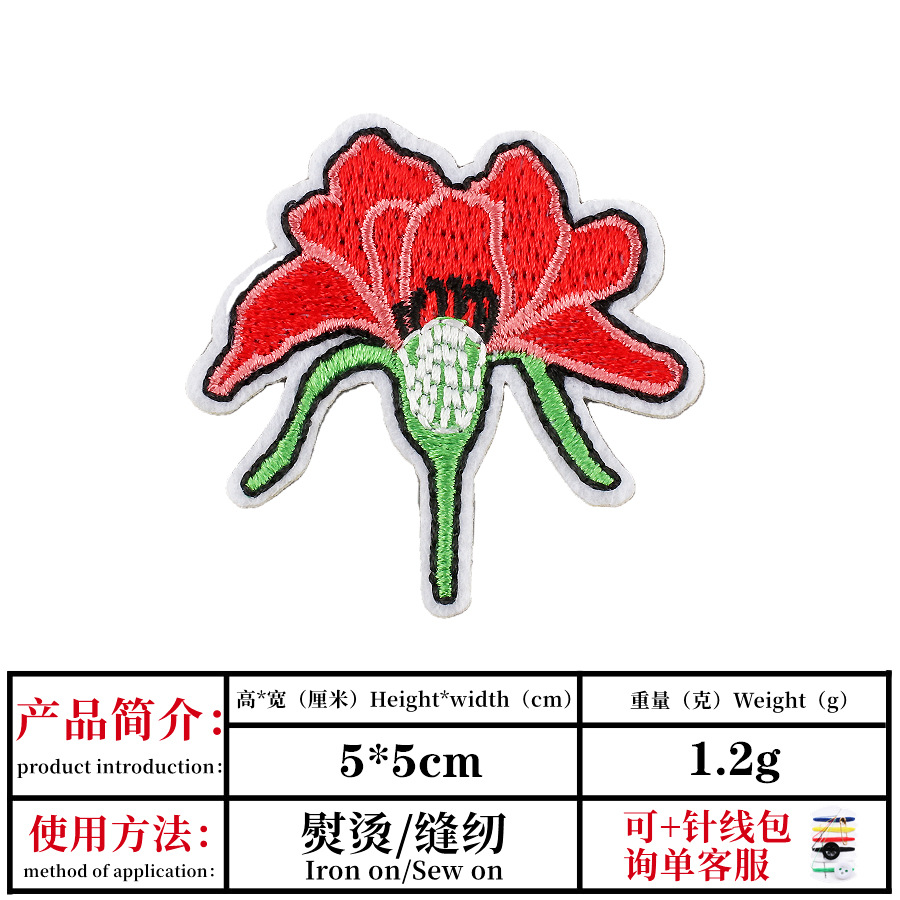 产品简介：
product introduction：
高*宽（厘米）Height*width（cm）
重量（克）Weight（g）
5*5cm
1.2g
使用方法：
method of application：
熨烫/缝纫
Iron on/Sew on
可+针线包
询单客服